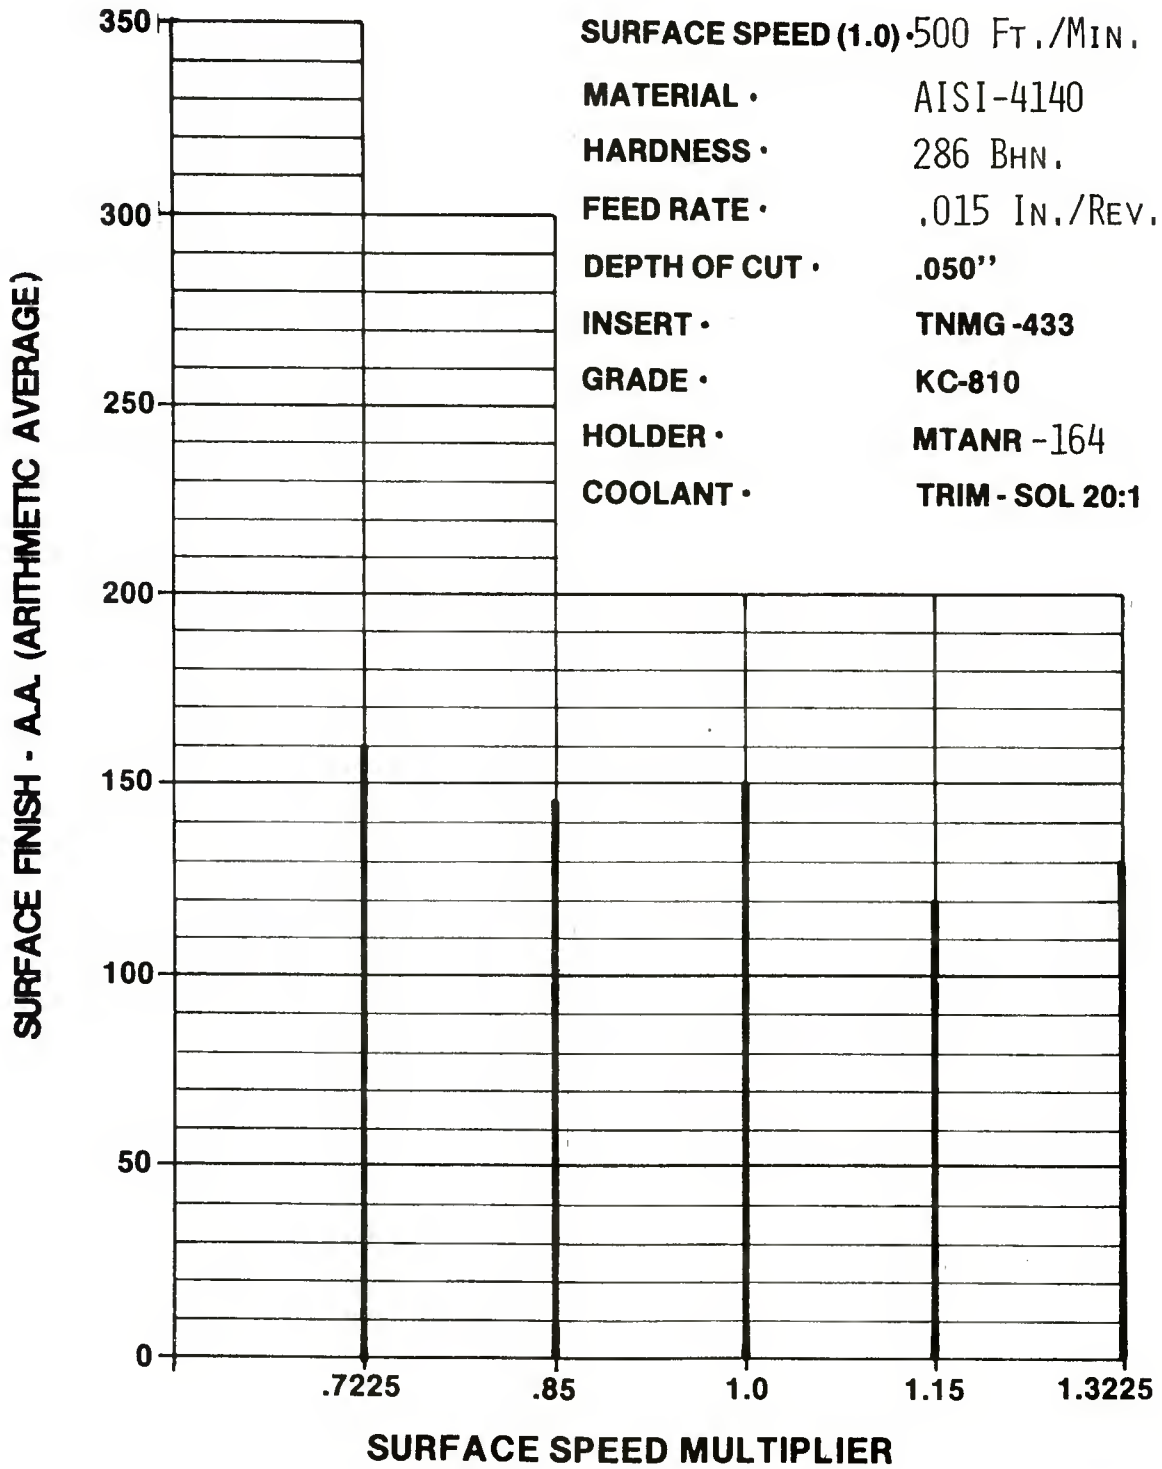 350
300
250
200
150
100
50
0
SURFACE FINISH - A.A. (ARITHMETIC AVERAGE)
SURFACE SPEED (1.0) · 500 FT./MIN.
MATERIAL · AISI-4140
HARDNESS · 286 BHN.
FEED RATE · .015 IN./REV.
DEPTH OF CUT · .050''
INSERT · TNMG -433
GRADE · KC-810
HOLDER · MTANR -164
COOLANT · TRIM - SOL 20:1
.7225 .85 1.0 1.15 1.3225
SURFACE SPEED MULTIPLIER